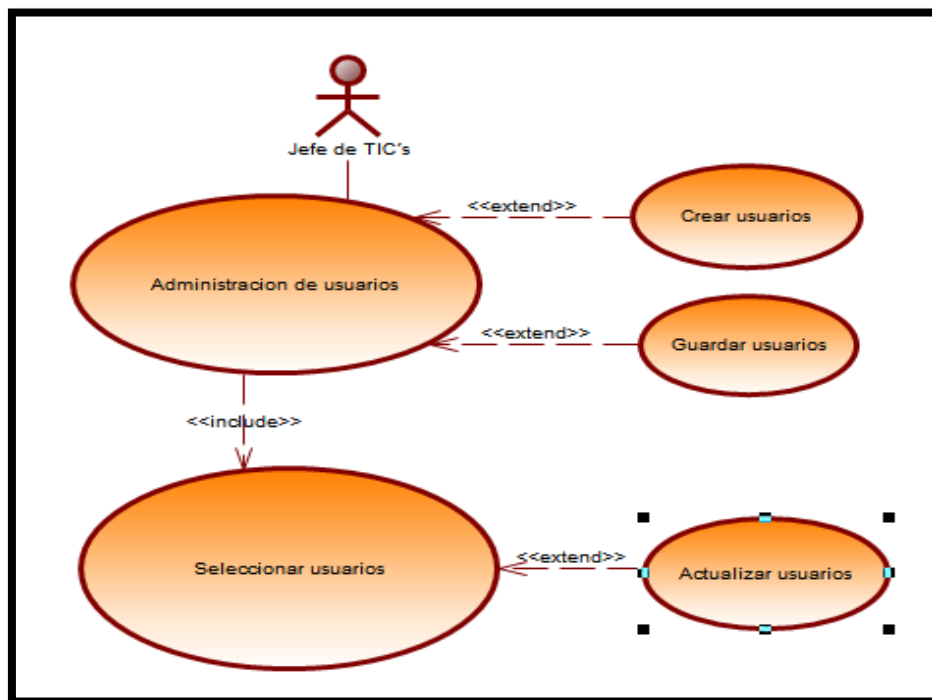 Jefe de TIC's
<<extend>>
Crear usuarios
Administracion de usuarios
<<extend>>
Guardar usuarios
<<include>>
Seleccionar usuarios
<<extend>>
Actualizar usuarios